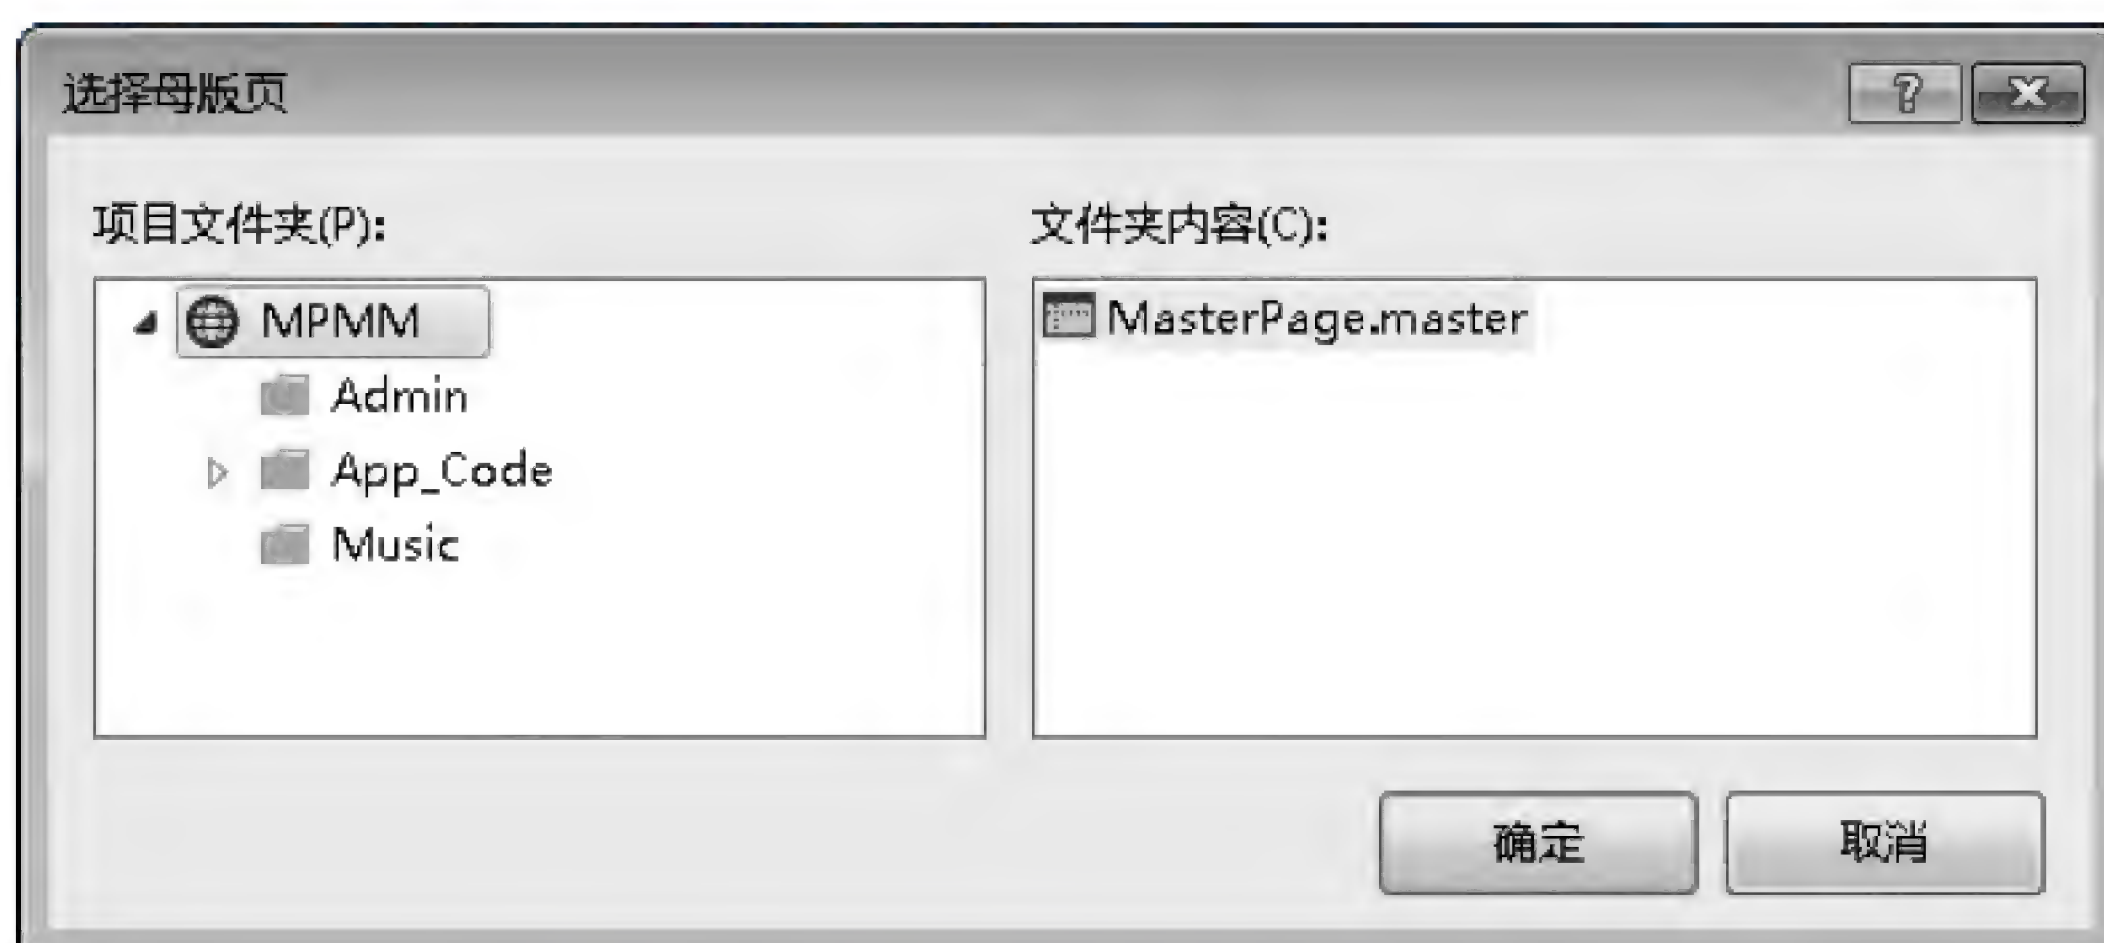 选择母版页
项目文件夹(P):
MPMM
Admin
App_Code
Music
文件夹内容(C):
MasterPage.master
确定
取消